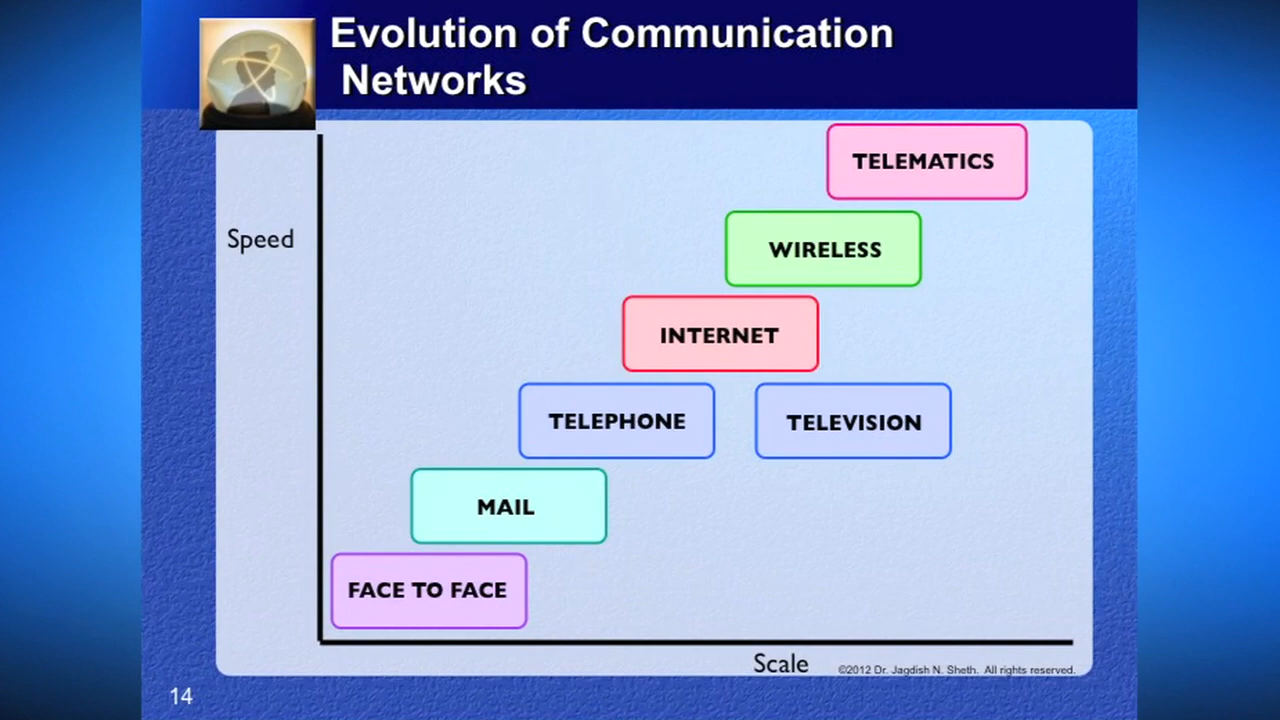 Evolution of Communication
Networks
TELEMATICS
Speed
WIRELESS
INTERNET
TELEPHONE
TELEVISION
MAIL
FACE TO FACE
Scale
©2012 Dr. Jagdish N. Sheth. All rights reserved.
14